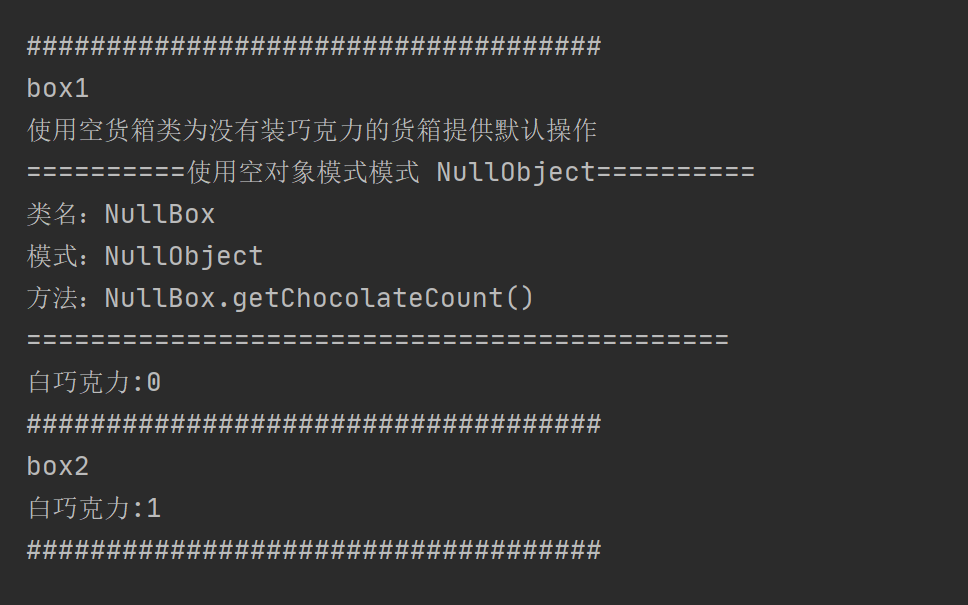 ####################################
box1
使用空货箱类为没有装巧克力的货箱提供默认操作
==========使用空对象模式模式 NullObject==========
类名：NullBox
模式：NullObject
方法：NullBox.getChocolateCount()
============================================
白巧克力:0
####################################
box2
白巧克力:1
####################################